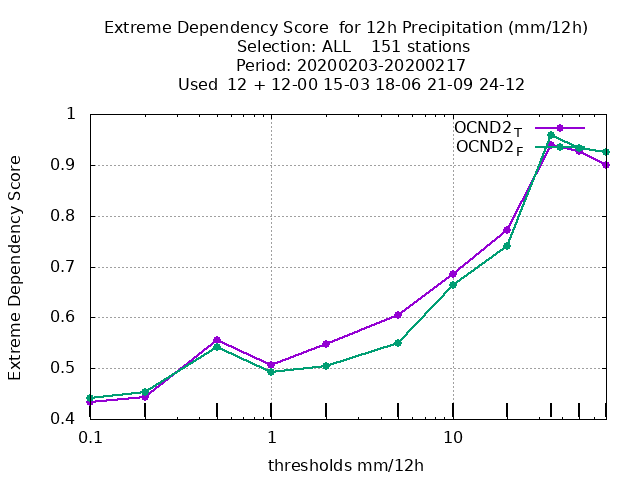 Extreme Dependency Score  for 12h Precipitation (mm/12h)
Selection: ALL    151 stations
Period: 20200203-20200217
Used  12 + 12-00 15-03 18-06 21-09 24-12
OCND2_T
OCND2_F
1
0.9
0.8
0.7
0.6
0.5
0.4
Extreme Dependency Score
0.1 1 10
thresholds mm/12h